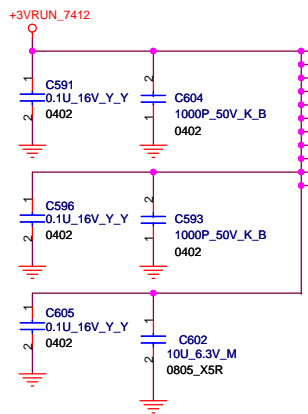 +3VRUN_7412
1
C591
0.1U_16V_Y_Y
2
0402
2
C604
1000P_50V_K_B
1
0402
1
C596
0.1U_16V_Y_Y
2
0402
2
C593
1000P_50V_K_B
1
0402
1
C605
0.1U_16V_Y_Y
2
0402
1
C602
10U_6.3V_M
2
0805_X5R